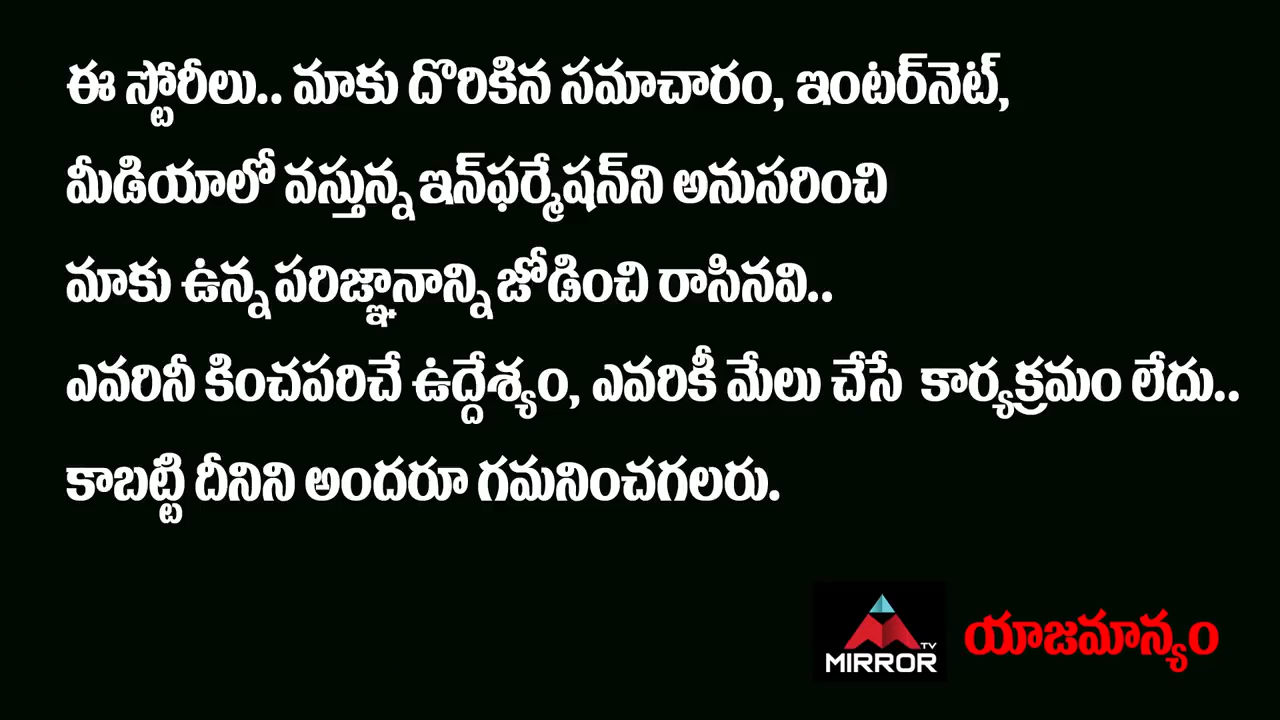 ఈ స్టోరీలు.. మాకు దొరికిన సమాచారం, ఇంటర్‌నెట్,
మీడియాలో వస్తున్న ఇన్‌ఫర్మేషన్‌ని అనుసరించి
మాకు ఉన్న పరిజ్ఞానాన్ని జోడించి రాసినవి..
ఎవరినీ కించపరిచే ఉద్దేశ్యం, ఎవరికీ మేలు చేసే కార్యక్రమం లేదు..
కాబట్టి దీనిని అందరూ గమనించగలరు.
MIRROR TV యాజమాన్యం